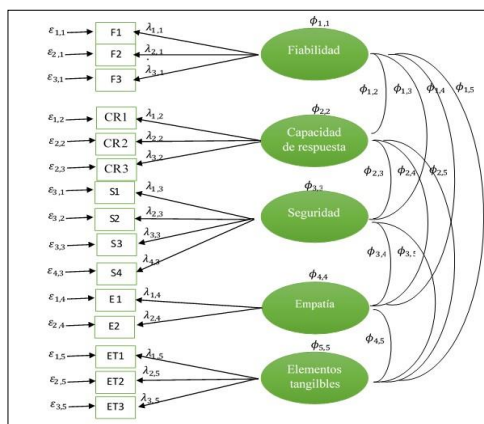 ϕ1,1
ε1,1 F1 λ1,1
ε2,1 F2 λ2,1 Fiabilidad
ε3,1 F3 λ3,1
ϕ1,2 ϕ1,3 ϕ1,4 ϕ1,5
ϕ2,2
ε1,2 CR1 λ1,2
ε2,2 CR2 λ2,2 Capacidad
de respuesta
ε2,3 CR3 λ3,2
ϕ2,3 ϕ2,4 ϕ2,5
ε3,1 S1 λ1,3
ϕ3,3
ε3,2 S2 λ2,3 Seguridad
ε3,3 S3 λ3,3
ε4,3 S4 λ4,3
ϕ3,4
ϕ4,4
ε1,4 E1 λ1,4
Empatía
ε2,4 E2 λ2,4
ϕ4,5
ϕ5,5
ε1,5 ET1 λ1,5
Elementos
ε2,5 ET2 λ2,5 tangibles
ε3,5 ET3 λ3,5